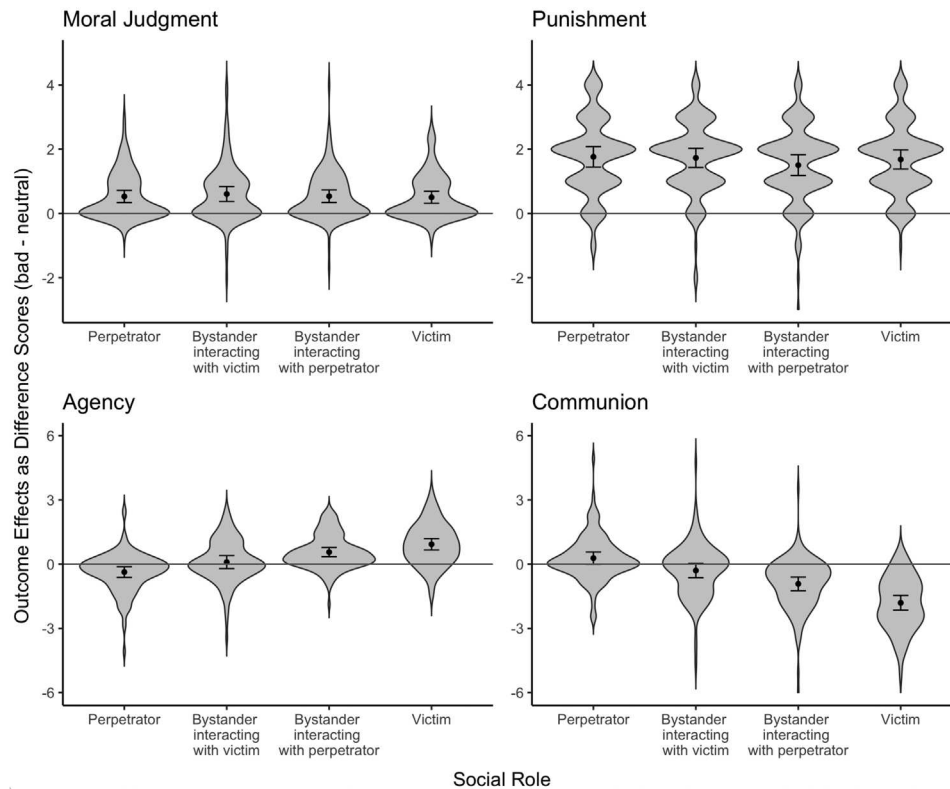 Moral Judgment
Punishment
Outcome Effects as Difference Scores (bad - neutral)
4
2
0
-2
4
2
0
-2
Perpetrator
Bystander
interacting
with victim
Bystander
interacting
with perpetrator
Victim
Perpetrator
Bystander
interacting
with victim
Bystander
interacting
with perpetrator
Victim
Agency
Communion
6
3
0
-3
-6
6
3
0
-3
-6
Perpetrator
Bystander
interacting
with victim
Bystander
interacting
with perpetrator
Victim
Perpetrator
Bystander
interacting
with victim
Bystander
interacting
with perpetrator
Victim
Social Role